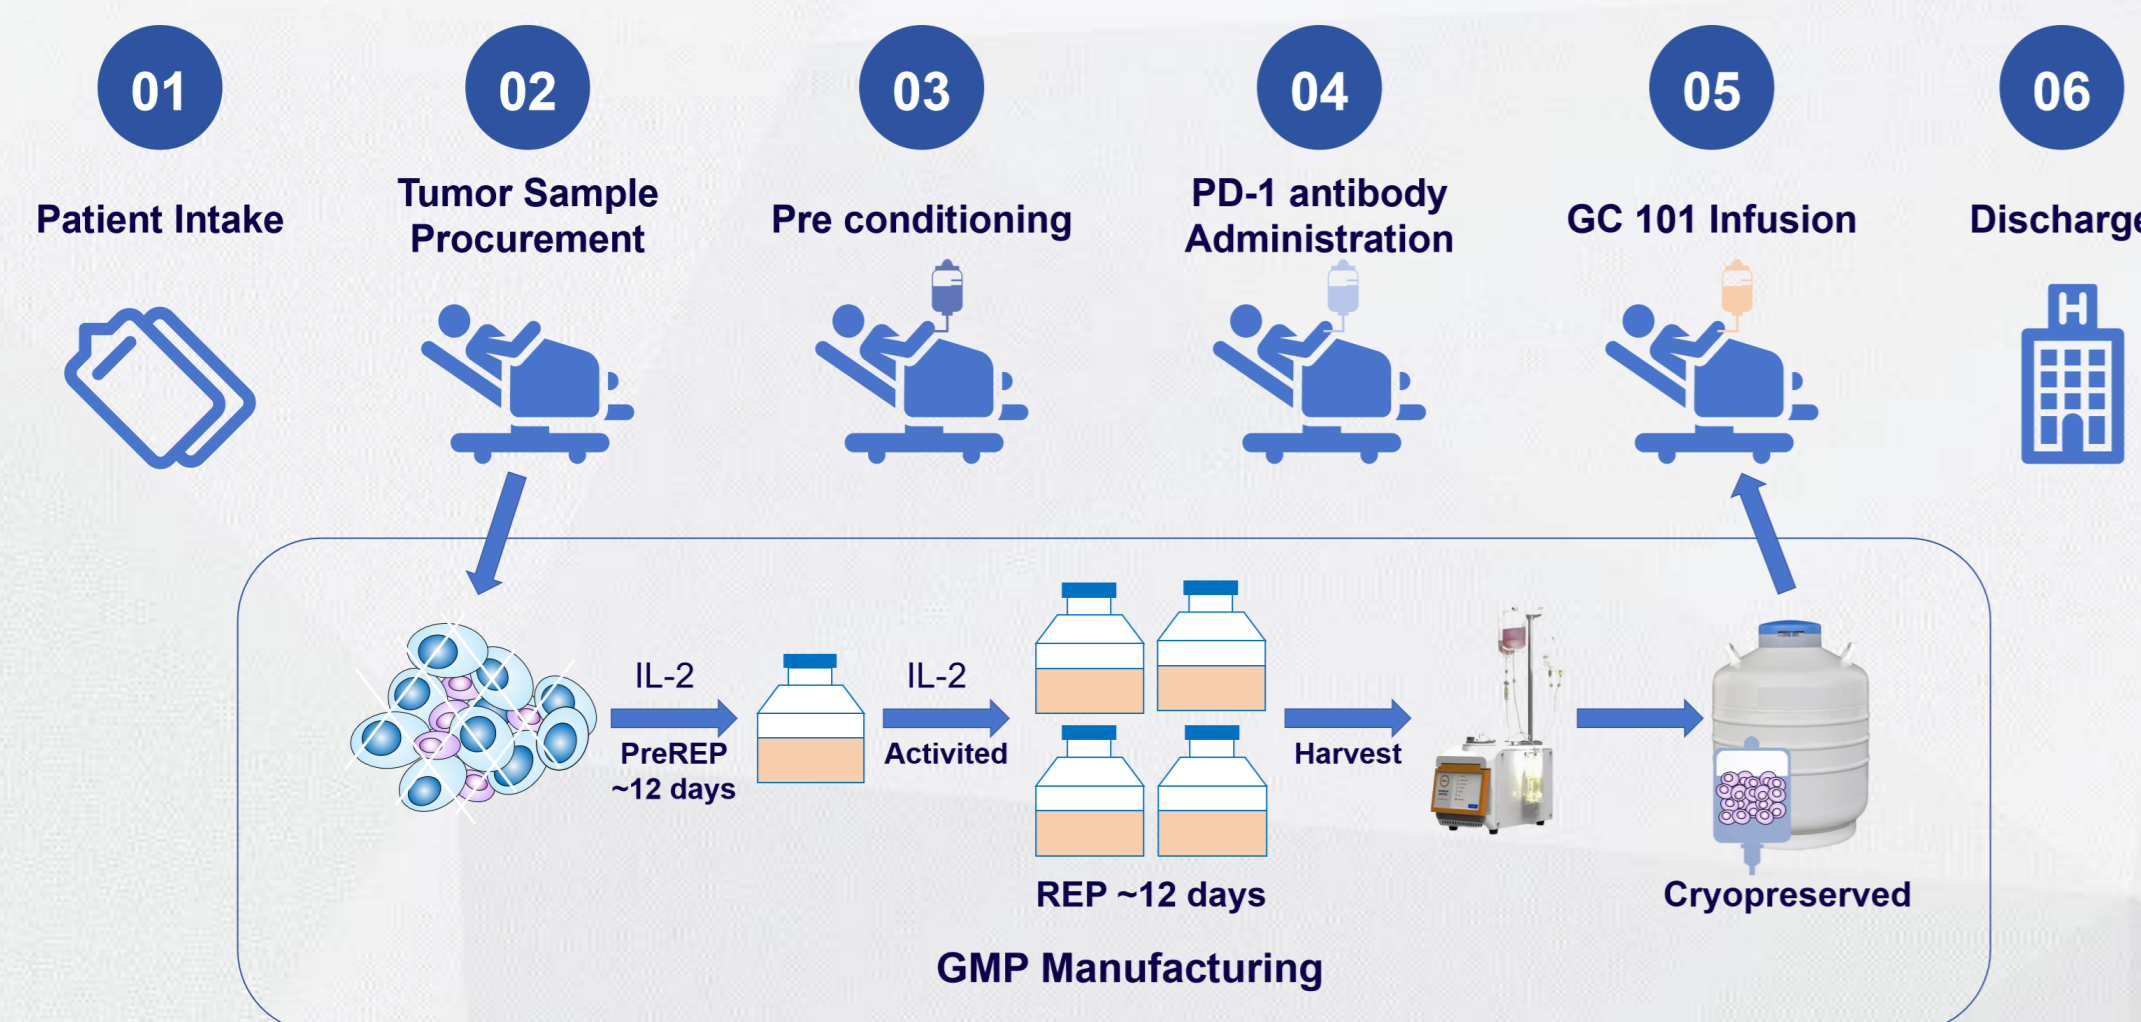 01
02
03
04
05
06
Patient Intake
Tumor Sample
Procurement
Pre conditioning
PD-1 antibody
Administration
GC 101 Infusion
Discharge
H
IL-2
PreREP
~12 days
IL-2
Activited
Harvest
REP ~12 days
Cryopreserved
GMP Manufacturing